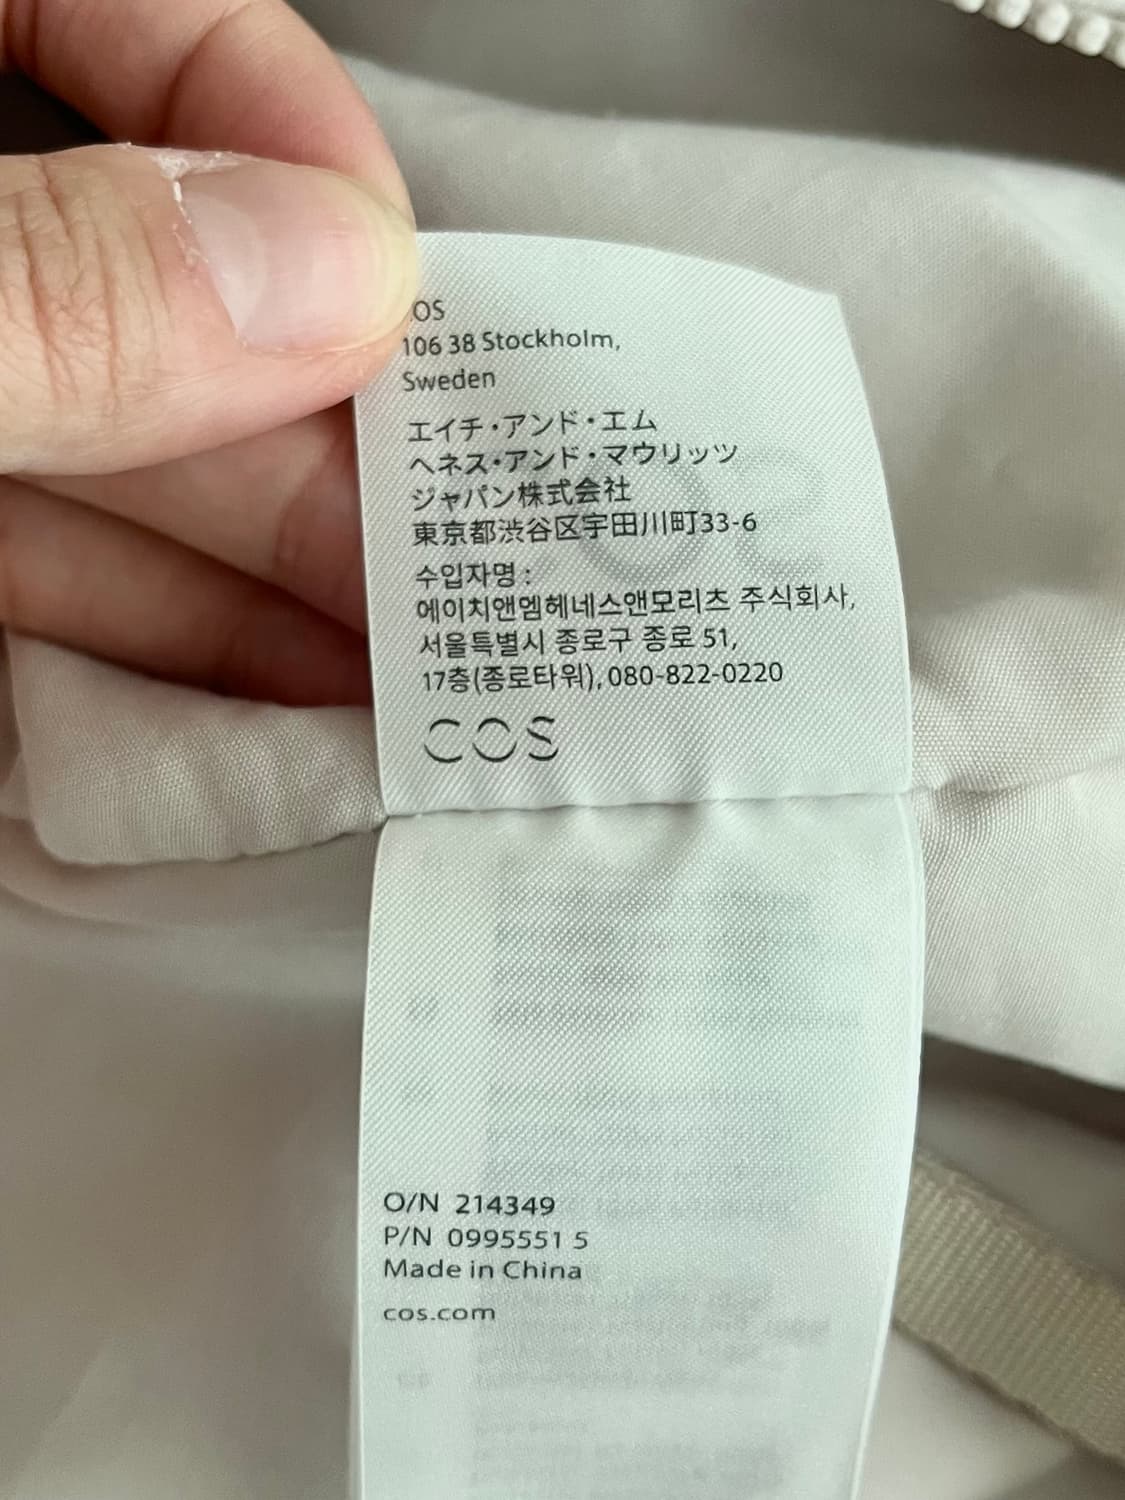 OS
106 38 Stockholm,
Sweden
エイチ・アンド・エム
ヘネス・アンド・マウリッツ
ジャパン株式会社
東京都渋谷区宇田川町33-6
수입자명 :
에이치앤엠헤네스앤모리츠 주식회사,
서울특별시 종로구 종로 51,
17층(종로타워), 080-822-0220
COS
O/N 214349
P/N 0995551 5
Made in China
cos.com